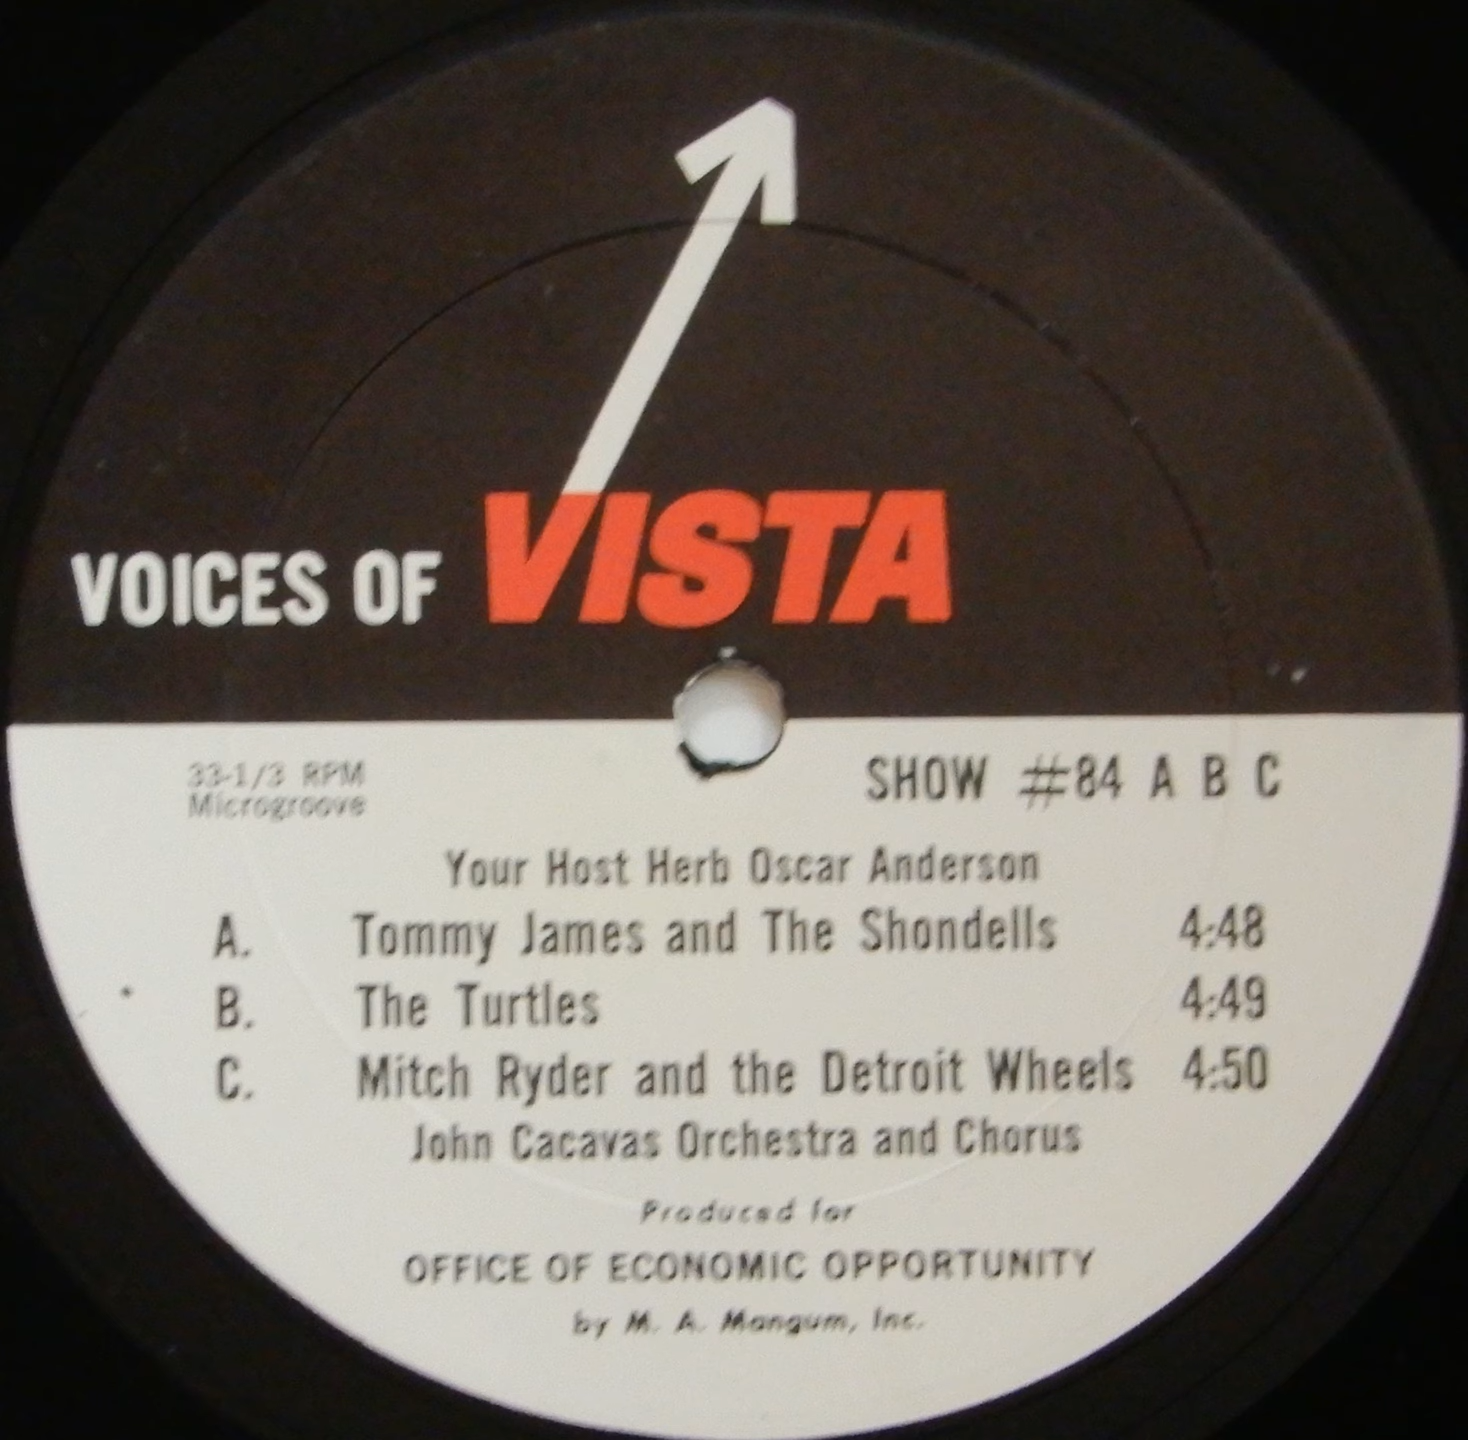 VOICES OF VISTA
33-1/3 RPM
Microgroove
SHOW #84 A B C
Your Host Herb Oscar Anderson
A. Tommy James and The Shondells 4:48
B. The Turtles 4:49
C. Mitch Ryder and the Detroit Wheels 4:50
John Cacavas Orchestra and Chorus
Produced for
OFFICE OF ECONOMIC OPPORTUNITY
by M. A. Mangum, Inc.